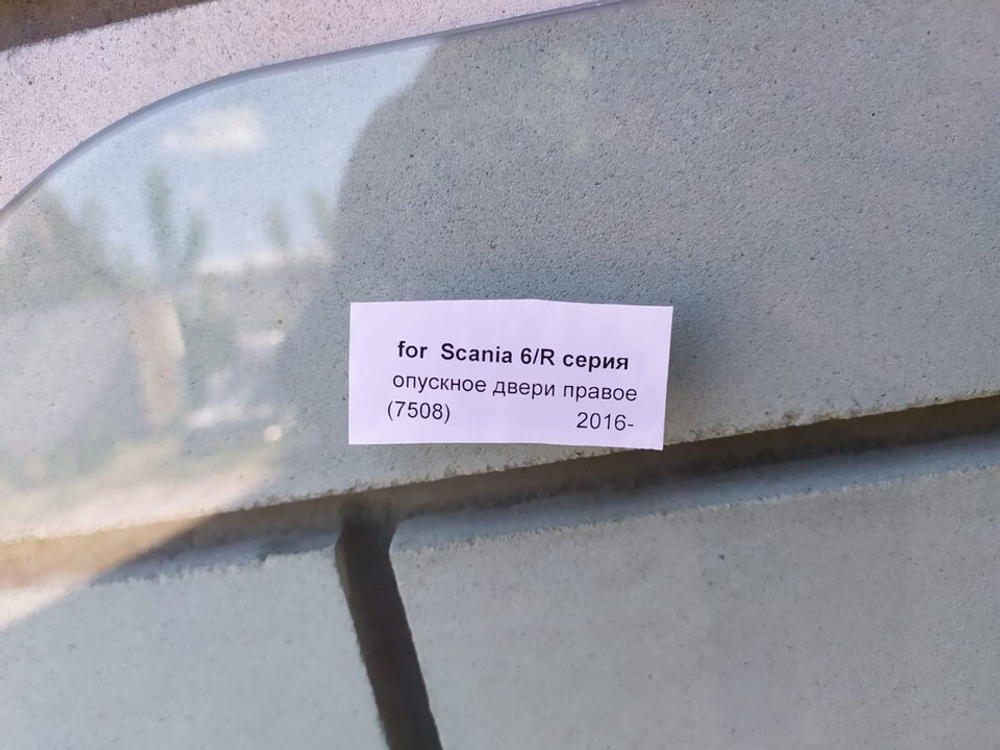 for Scania 6/R серия
опускное двери правое
(7508) 2016-